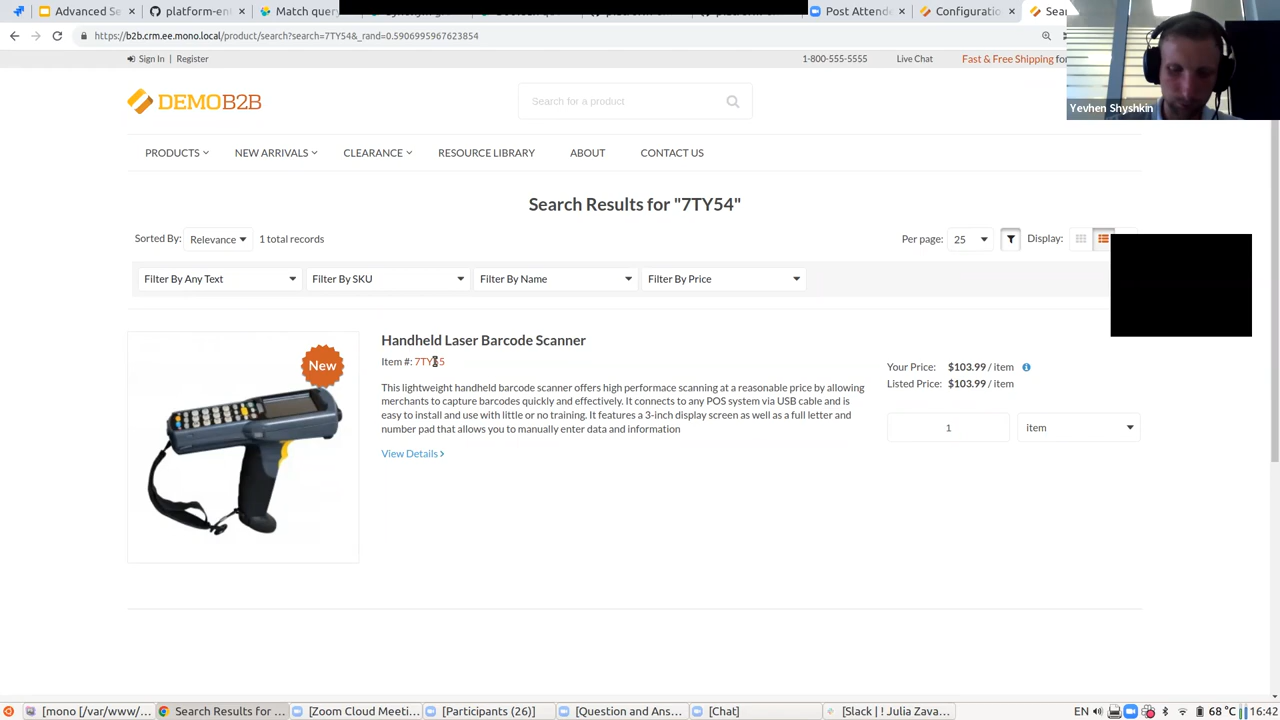 Advanced Se
platform-en
Match query
Post Attende
Configuratio
Sea
https://b2b.crm.ee.mono.local/product/search?search=7TY54&_rand=0.5906995967623854
Sign In | Register
1-800-555-5555
Live Chat
Fast & Free Shipping for
Yevhen Shyshkin
DEMOB2B
Search for a product
PRODUCTS
NEW ARRIVALS
CLEARANCE
RESOURCE LIBRARY
ABOUT
CONTACT US
Search Results for "7TY54"
Sorted By: Relevance
1 total records
Per page: 25
Display:
Filter By Any Text
Filter By SKU
Filter By Name
Filter By Price
New
Handheld Laser Barcode Scanner
Item #: 7TY55
This lightweight handheld barcode scanner offers high performace scanning at a reasonable price by allowing
merchants to capture barcodes quickly and effectively. It connects to any POS system via USB cable and is
easy to install and use with little or no training. It features a 3-inch display screen as well as a full letter and
number pad that allows you to manually enter data and information
View Details
Your Price: $103.99 / item
Listed Price: $103.99 / item
1
item
[mono [/var/www/...
Search Results for ...
[Zoom Cloud Meeti...
[Participants (26)]
[Question and Ans...
[Chat]
[Slack | ! Julia Zava...
EN
68 °C
16:42